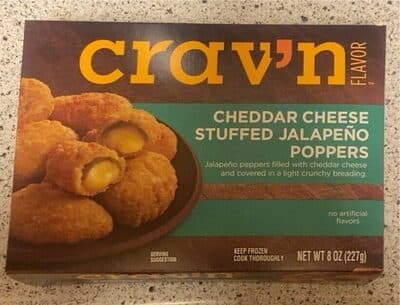 crav'n
FLAVOR
CHEDDAR CHEESE
STUFFED JALAPEÑO
POPPERS
Jalapeño peppers filled with cheddar cheese
and covered in a light crunchy breading.
no artificial
flavors
SERVING
SUGGESTION
KEEP FROZEN
COOK THOROUGHLY
NET WT 8 OZ (227g)